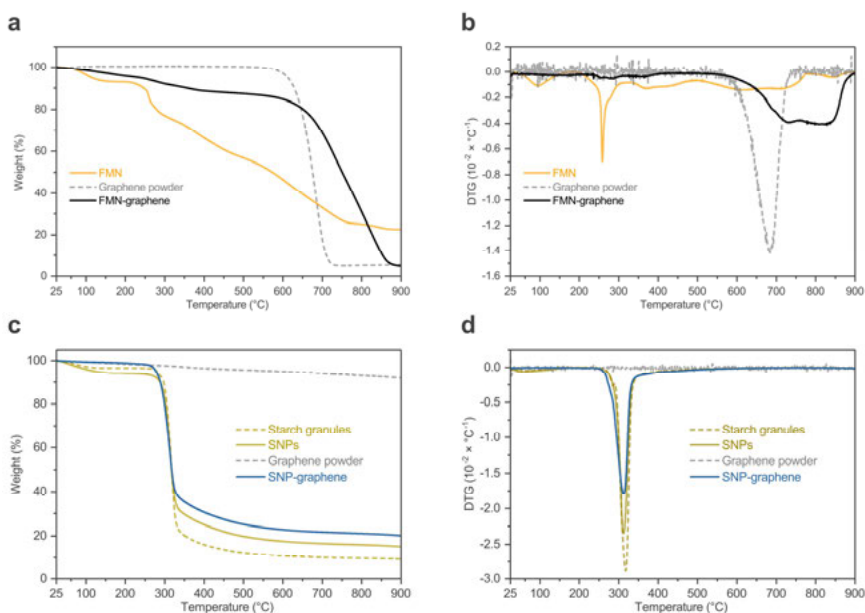 a
Weight (%)
100
80
60
40
20
0
FMN
Graphene powder
FMN-graphene
25 100 200 300 400 500 600 700 800 900
Temperature (°C)
b
DTG (10⁻² × °C⁻¹)
0.2
0.0
-0.2
-0.4
-0.6
-0.8
-1.0
-1.2
-1.4
-1.6
FMN
Graphene powder
FMN-graphene
25 100 200 300 400 500 600 700 800 900
Temperature (°C)
c
Weight (%)
100
80
60
40
20
0
Starch granules
SNPs
Graphene powder
SNP-graphene
25 100 200 300 400 500 600 700 800 900
Temperature (°C)
d
DTG (10⁻² × °C⁻¹)
0.0
-0.5
-1.0
-1.5
-2.0
-2.5
-3.0
Starch granules
SNPs
Graphene powder
SNP-graphene
25 100 200 300 400 500 600 700 800 900
Temperature (°C)